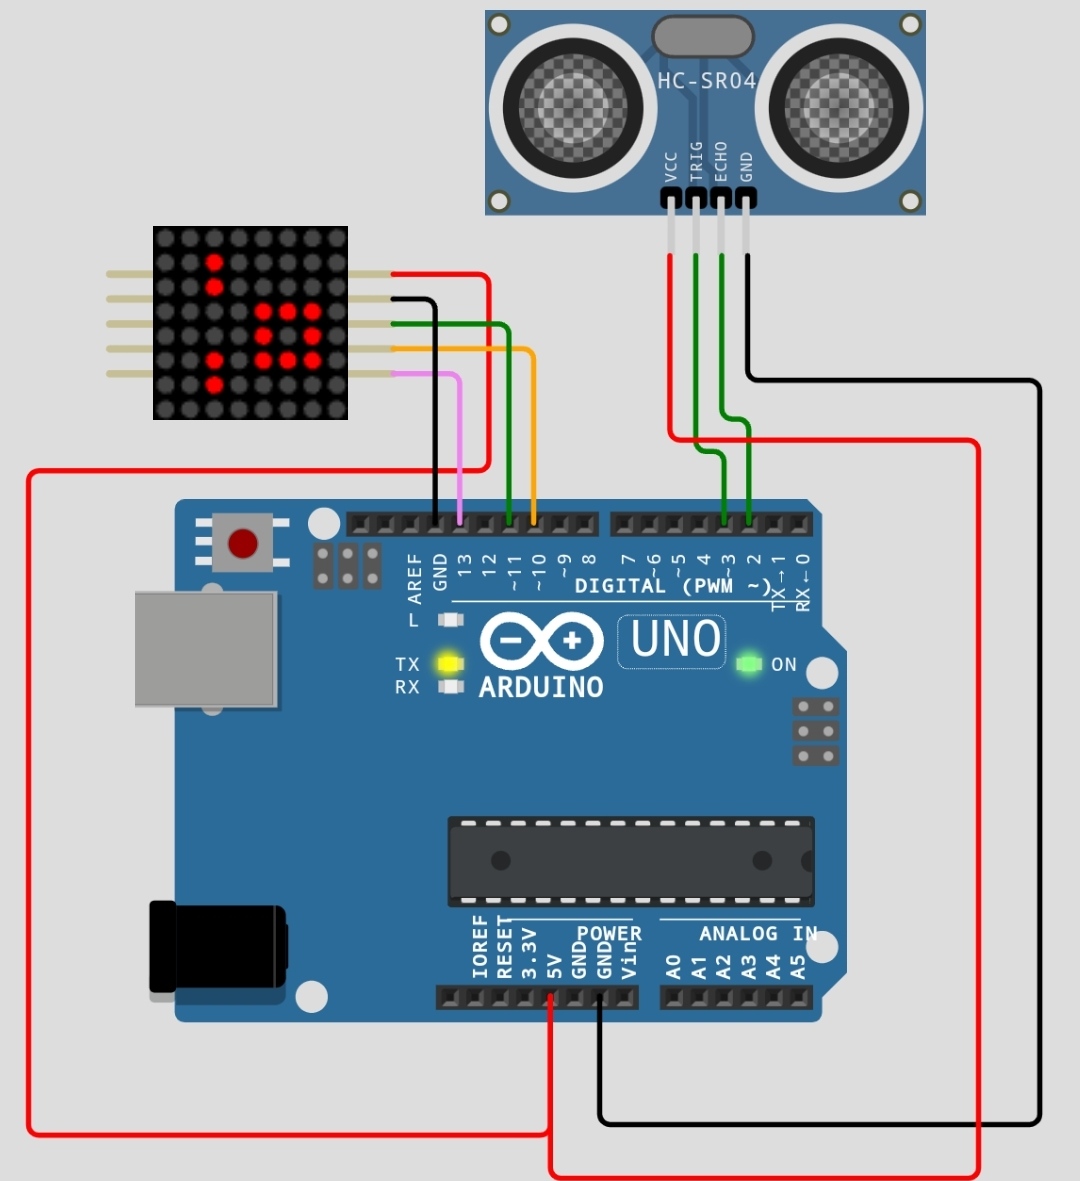 HC-SR04
VCC
TRIG
ECHO
GND
AREF
GND
13
12
~11
~10
~9
8
7
~6
~5
4
~3
2
TX→1
RX←0
DIGITAL (PWM ~)
L
TX
RX
UNO
ON
ARDUINO
IOREF
RESET
3.3V
5V
GND
GND
Vin
POWER
ANALOG IN
A0
A1
A2
A3
A4
A5